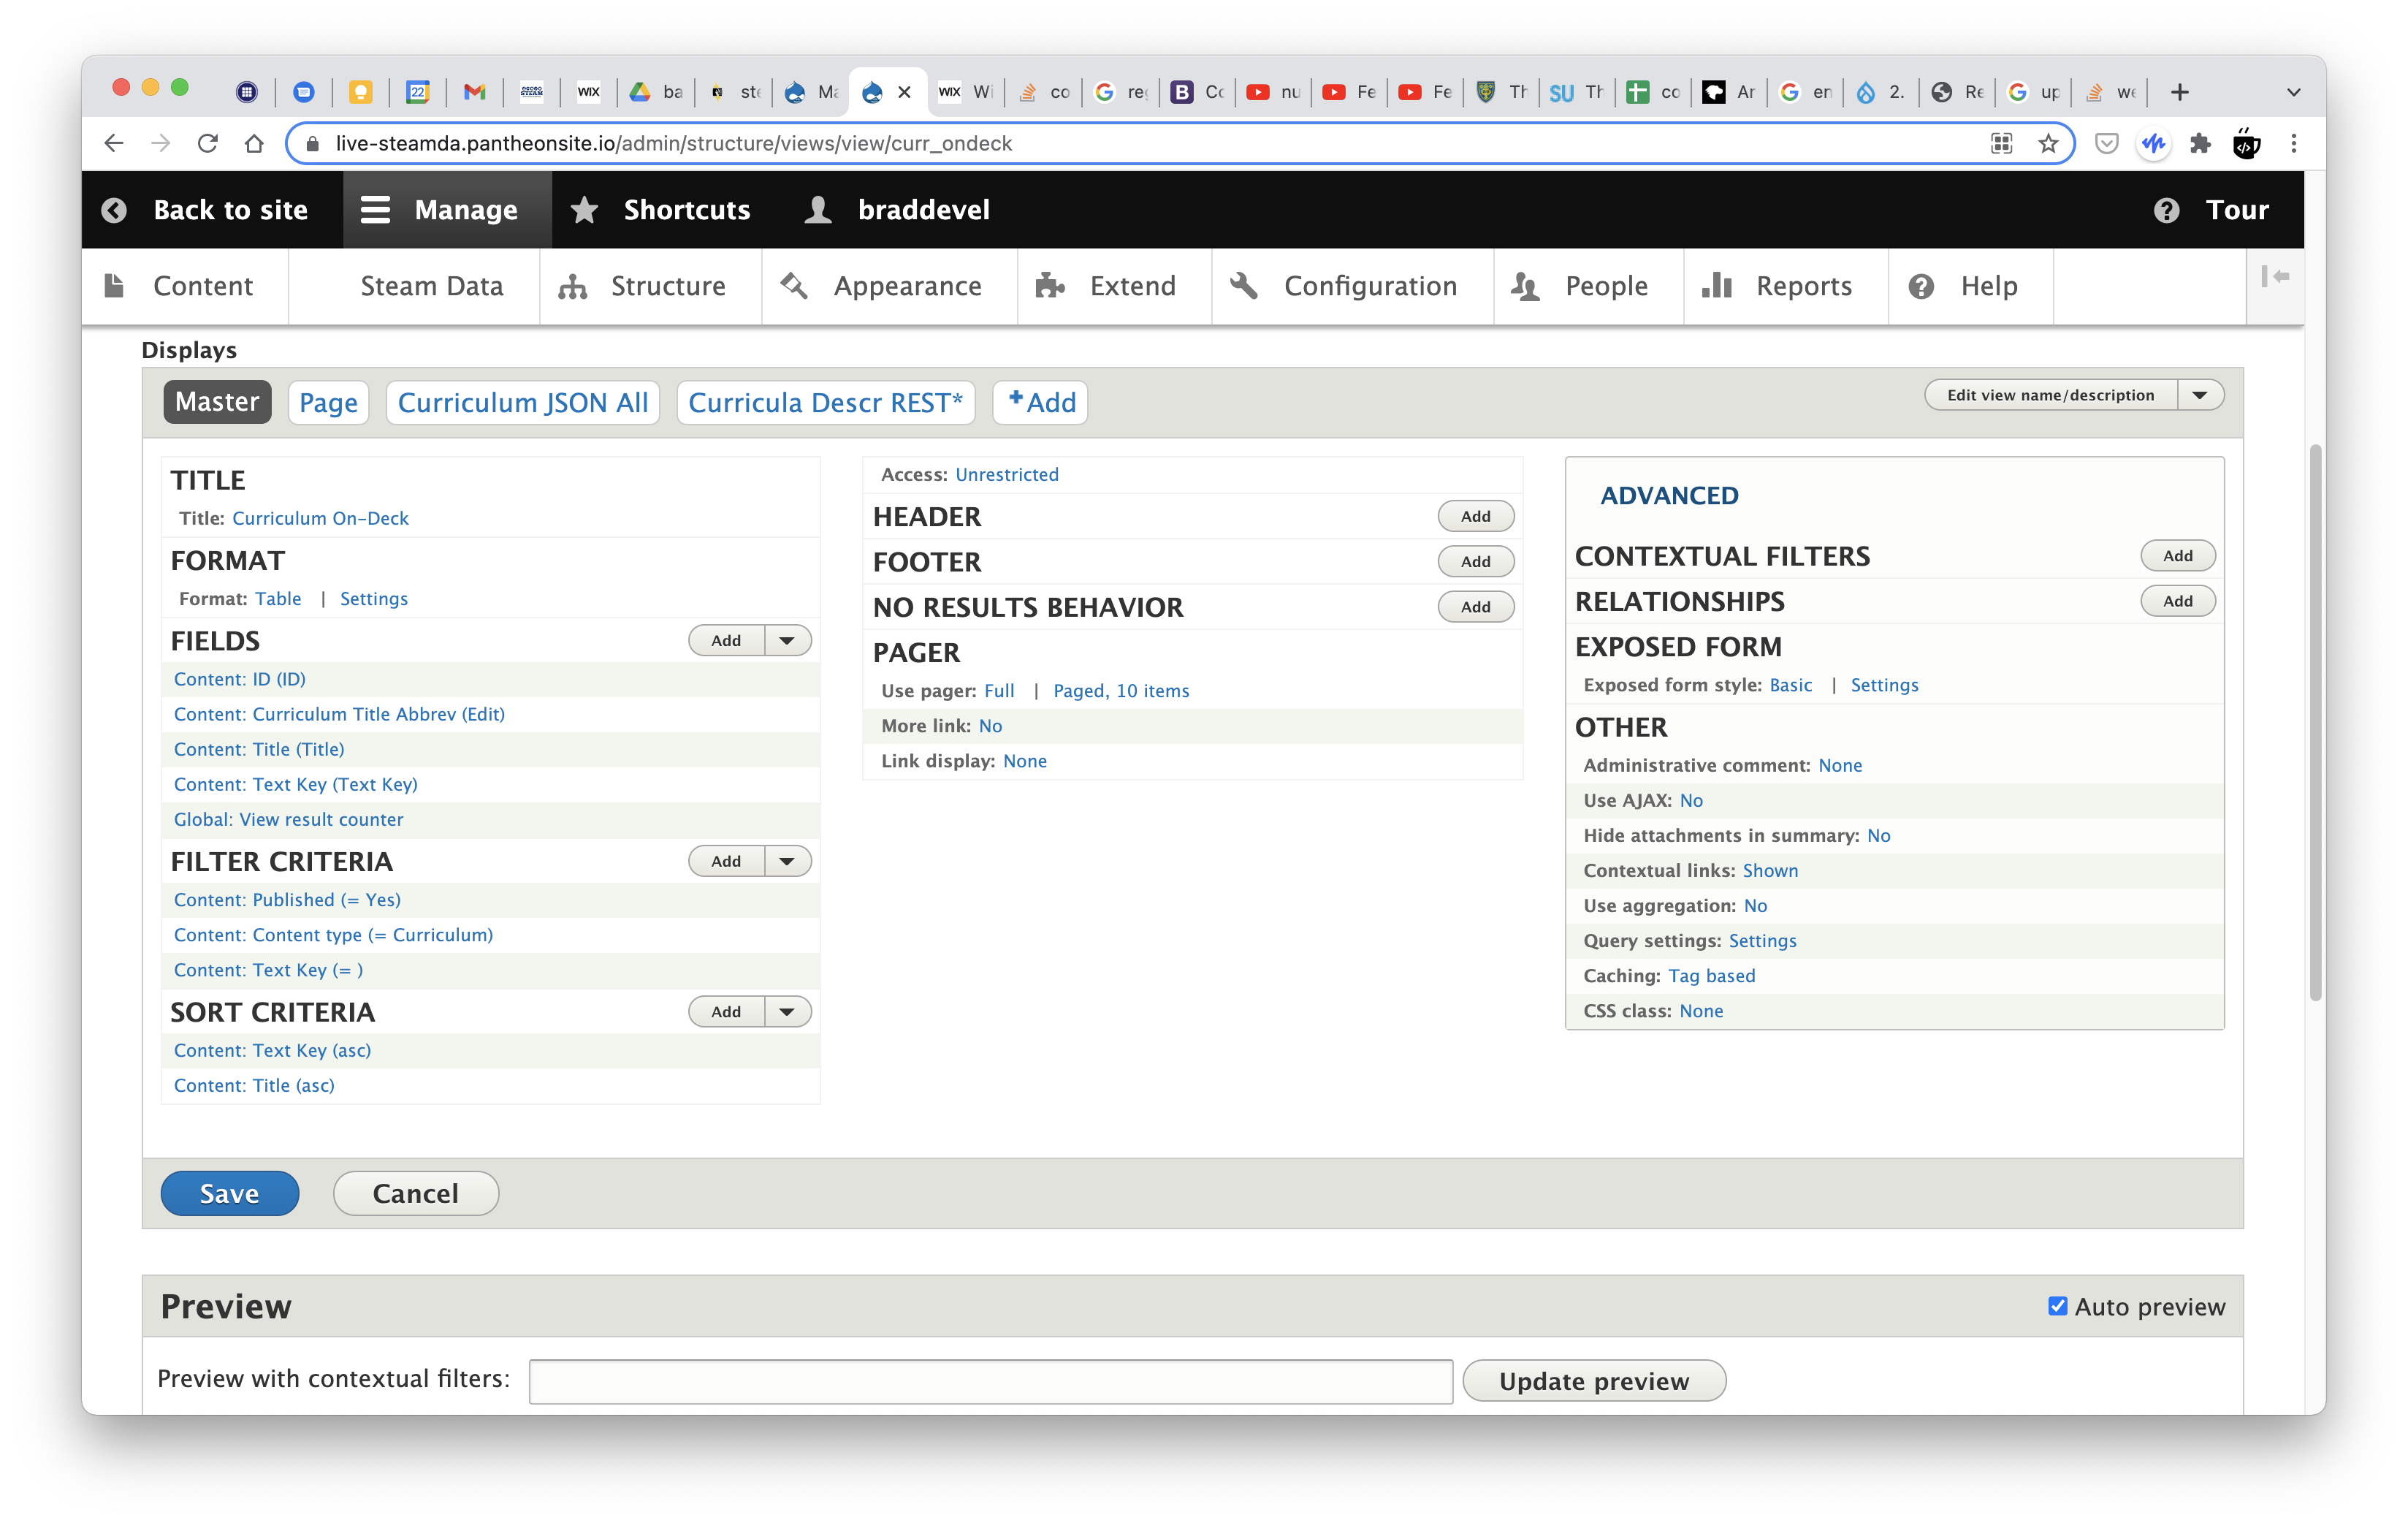 22
OGOGO
STEAM
WIX
ba
Ma
WIX
Wi
co
B
nu
Fe
Fe
Th
SU
Th
co
Ar
en
2.
Re
up
we
live-steamda.pantheonsite.io/admin/structure/views/view/curr_ondeck
Back to site
Manage
Shortcuts
braddevel
Tour
Content
Steam Data
Structure
Appearance
Extend
Configuration
People
Reports
Help
Displays
Master
Page
Curriculum JSON All
Curricula Descr REST*
+Add
Edit view name/description
TITLE
Title: Curriculum On-Deck
FORMAT
Format: Table | Settings
FIELDS
Add
Content: ID (ID)
Content: Curriculum Title Abbrev (Edit)
Content: Title (Title)
Content: Text Key (Text Key)
Global: View result counter
FILTER CRITERIA
Add
Content: Published (= Yes)
Content: Content type (= Curriculum)
Content: Text Key (= )
SORT CRITERIA
Add
Content: Text Key (asc)
Content: Title (asc)
Access: Unrestricted
HEADER
Add
FOOTER
Add
NO RESULTS BEHAVIOR
Add
PAGER
Use pager: Full | Paged, 10 items
More link: No
Link display: None
ADVANCED
CONTEXTUAL FILTERS
Add
RELATIONSHIPS
Add
EXPOSED FORM
Exposed form style: Basic | Settings
OTHER
Administrative comment: None
Use AJAX: No
Hide attachments in summary: No
Contextual links: Shown
Use aggregation: No
Query settings: Settings
Caching: Tag based
CSS class: None
Save
Cancel
Preview
Auto preview
Preview with contextual filters:
Update preview